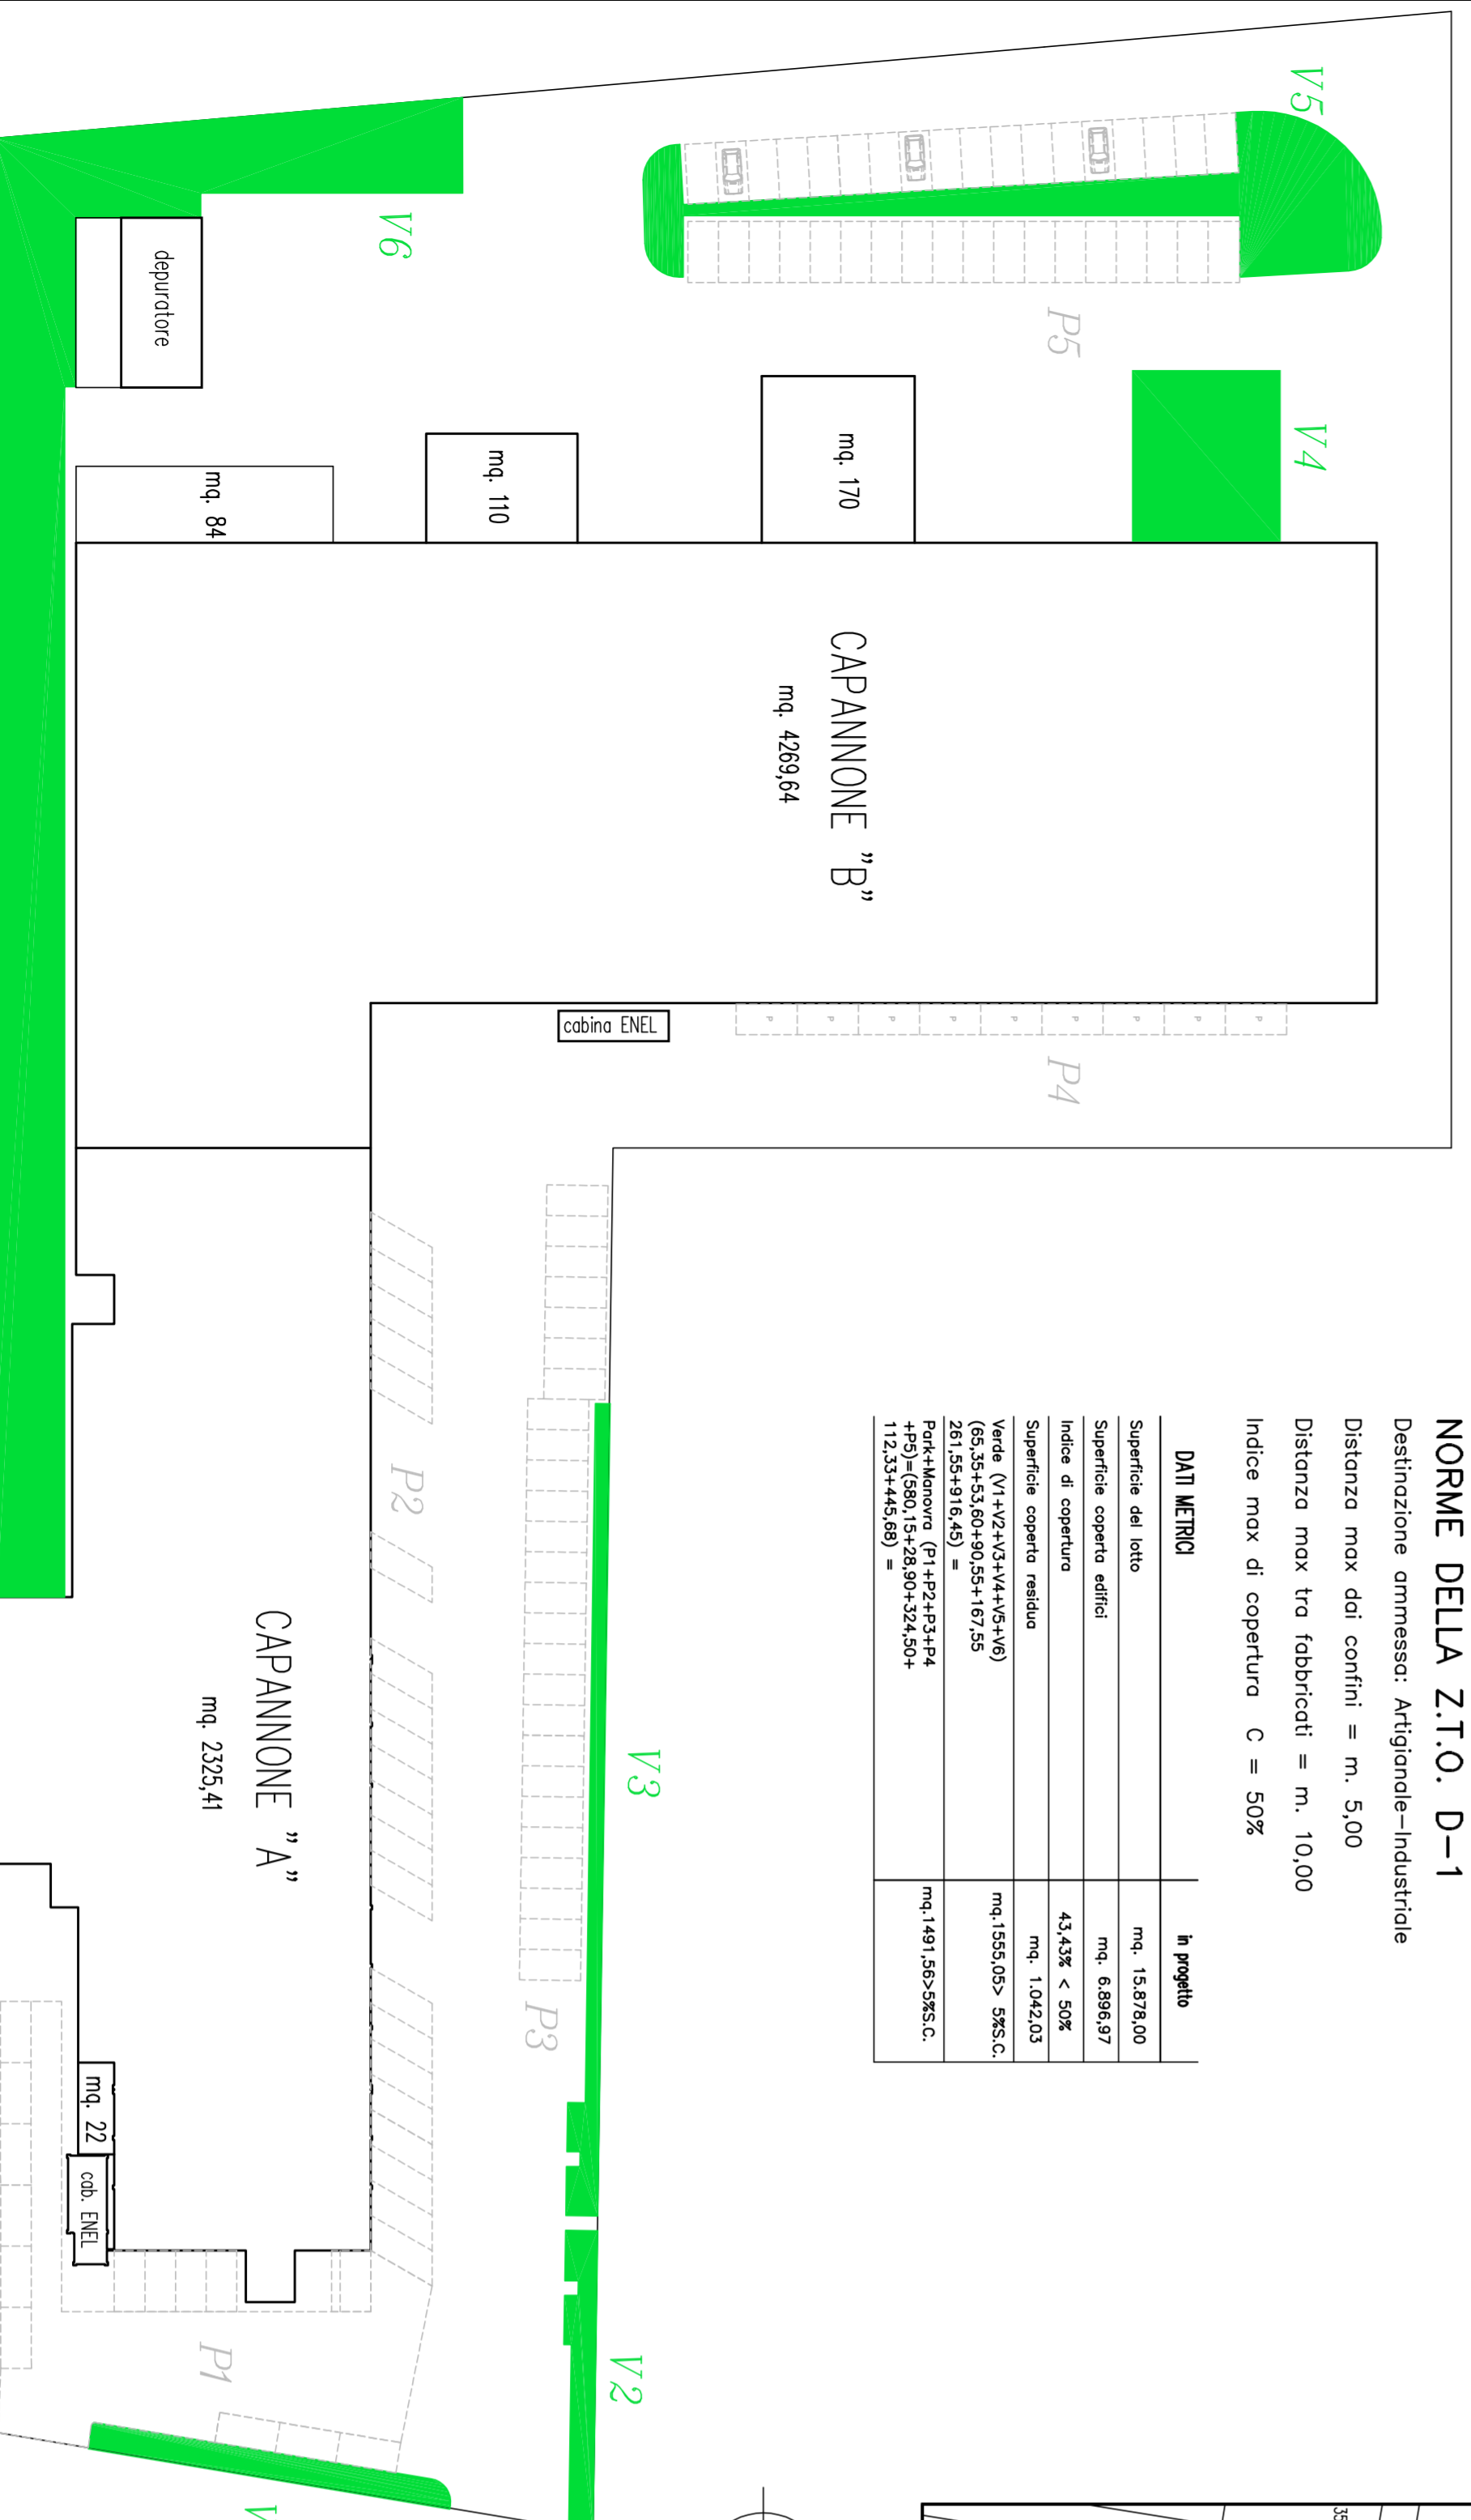 NORME DELLA Z.T.O. D-1
Destinazione ammessa: Artigianale-Industriale
Distanza max dai confini = m. 5,00
Distanza max tra fabbricati = m. 10,00
Indice max di copertura C = 50%
DATI METRICI in progetto
Superficie del lotto mq. 15.878,00
Superficie coperta edifici mq. 6.896,97
Indice di copertura 43,43% < 50%
Superficie coperta residua mq. 1.042,03
Verde (V1+V2+V3+V4+V5+V6)
(65,35+53,60+90,55+167,55
261,55+916,45) = mq.1555,05> 5%S.C.
Park+Manovra (P1+P2+P3+P4
+P5)=(580,15+28,90+324,50+
112,33+445,68) = mq.1491,56>5%S.C.
V5
V4
P5
P4
V6
depuratore
mq. 170
mq. 110
mq. 84
CAPANNONE "B"
mq. 4269,64
P P P P P P P P P
cabina ENEL
V3
V2
P2
P3
CAPANNONE "A"
mq. 2325,41
mq. 22
cab. ENEL
P1
V
35